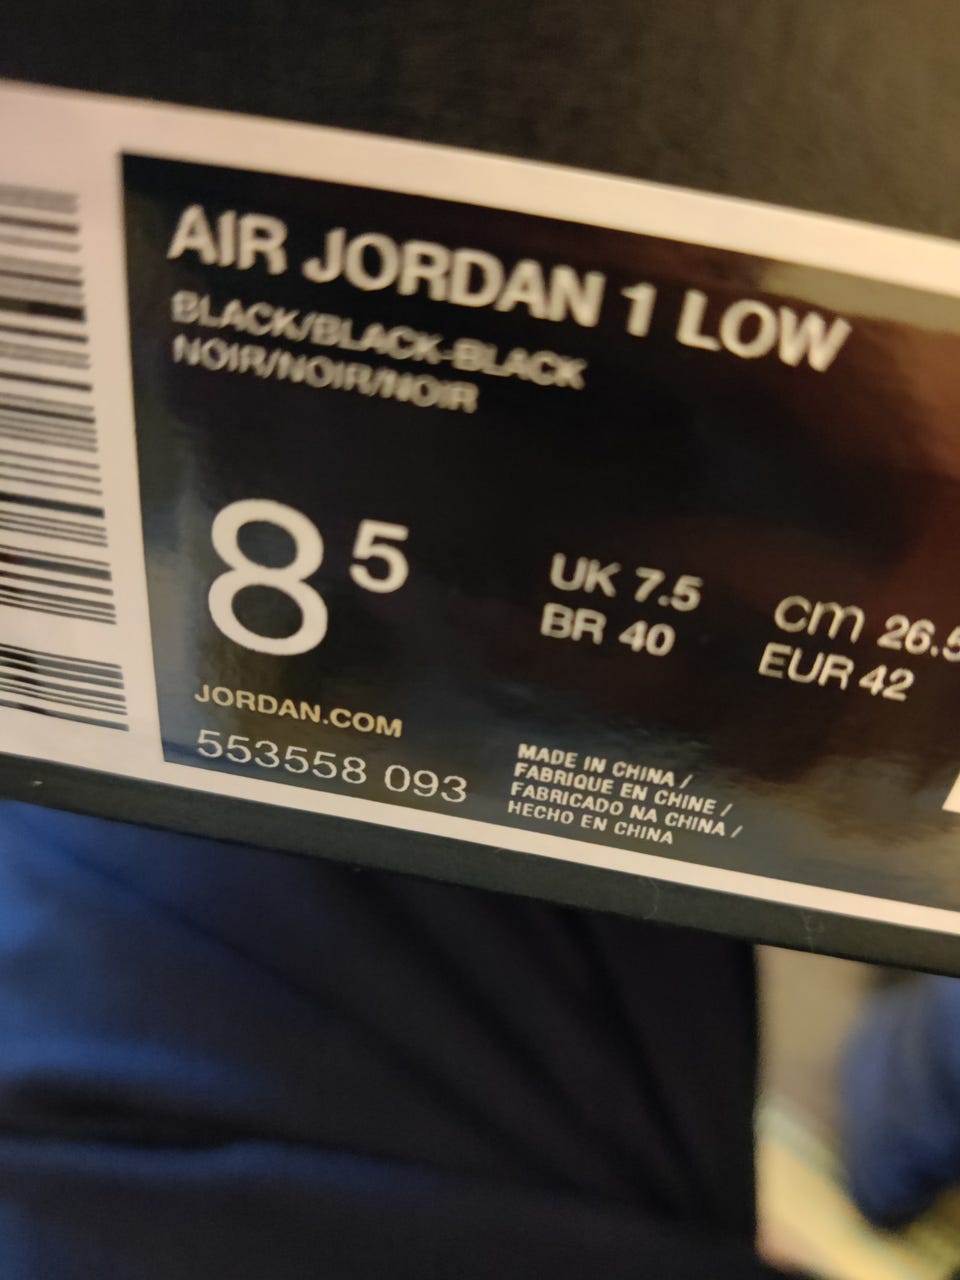 AIR JORDAN 1 LOW
BLACK/BLACK-BLACK
NOIR/NOIR/NOIR
8 5
UK 7.5
BR 40
cm 26.5
EUR 42
JORDAN.COM
553558 093
MADE IN CHINA /
FABRIQUE EN CHINE /
FABRICADO NA CHINA /
HECHO EN CHINA